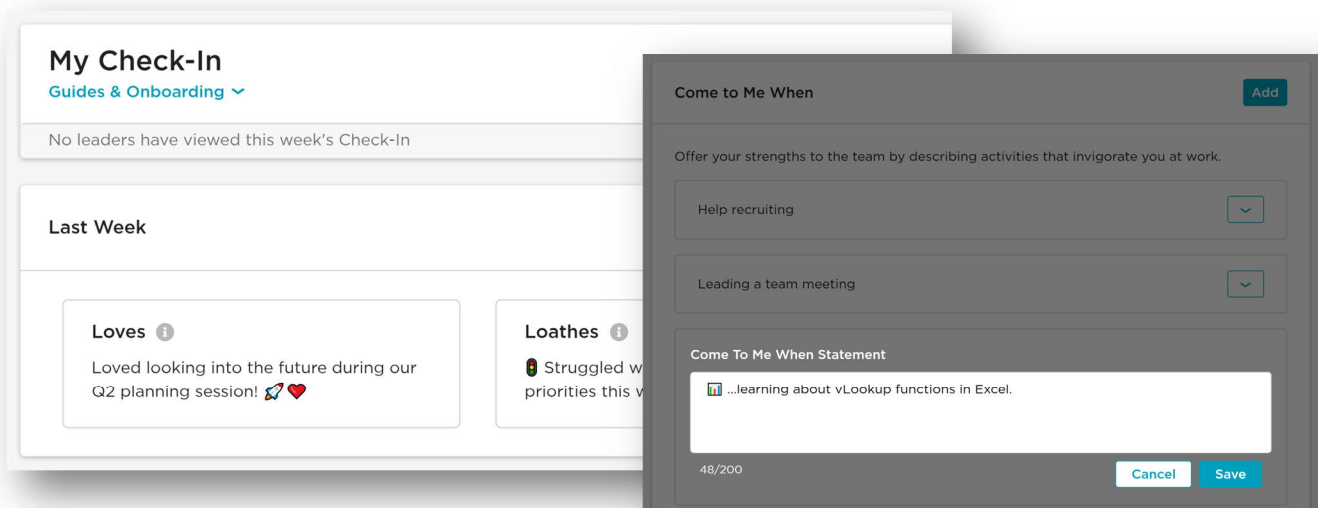 My Check-In
Guides & Onboarding
No leaders have viewed this week's Check-In
Last Week
Loves
Loved looking into the future during our
Q2 planning session! 🚀❤️
Loathes
🚦 Struggled
priorities this
Come to Me When
Add
Offer your strengths to the team by describing activities that invigorate you at work.
Help recruiting
Leading a team meeting
Come To Me When Statement
📊 ...learning about vLookup functions in Excel.
48/200
Cancel
Save